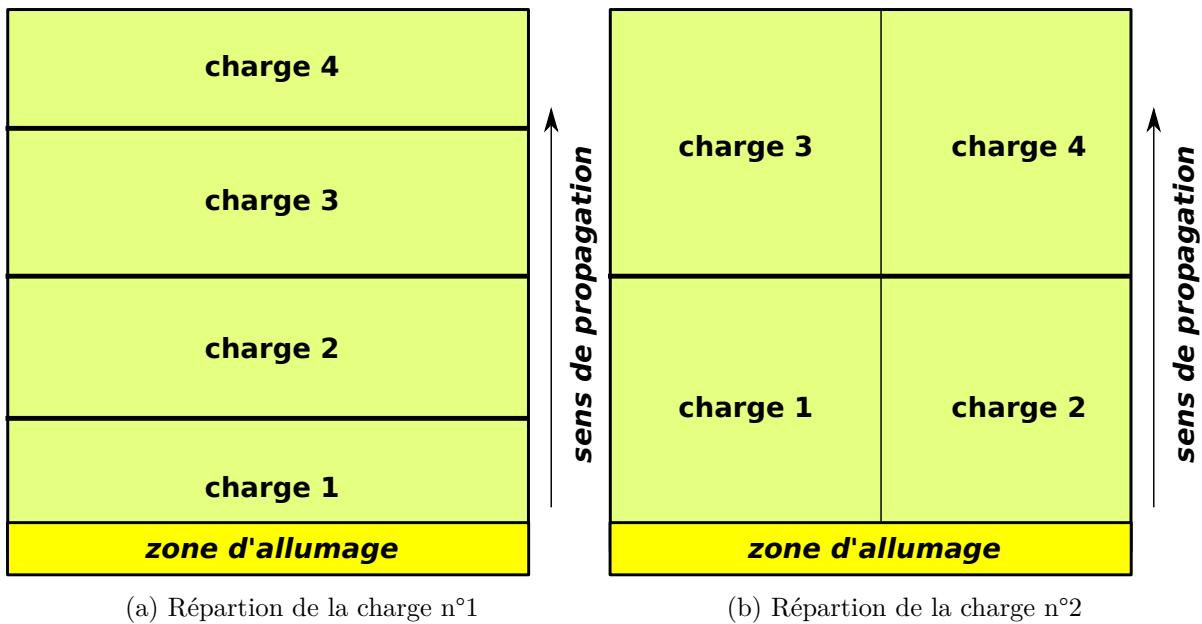 charge 4
charge 3
charge 2
charge 1
zone d'allumage
sens de propagation
(a) Répartion de la charge n°1
charge 3
charge 4
charge 1
charge 2
zone d'allumage
sens de propagation
(b) Répartion de la charge n°2